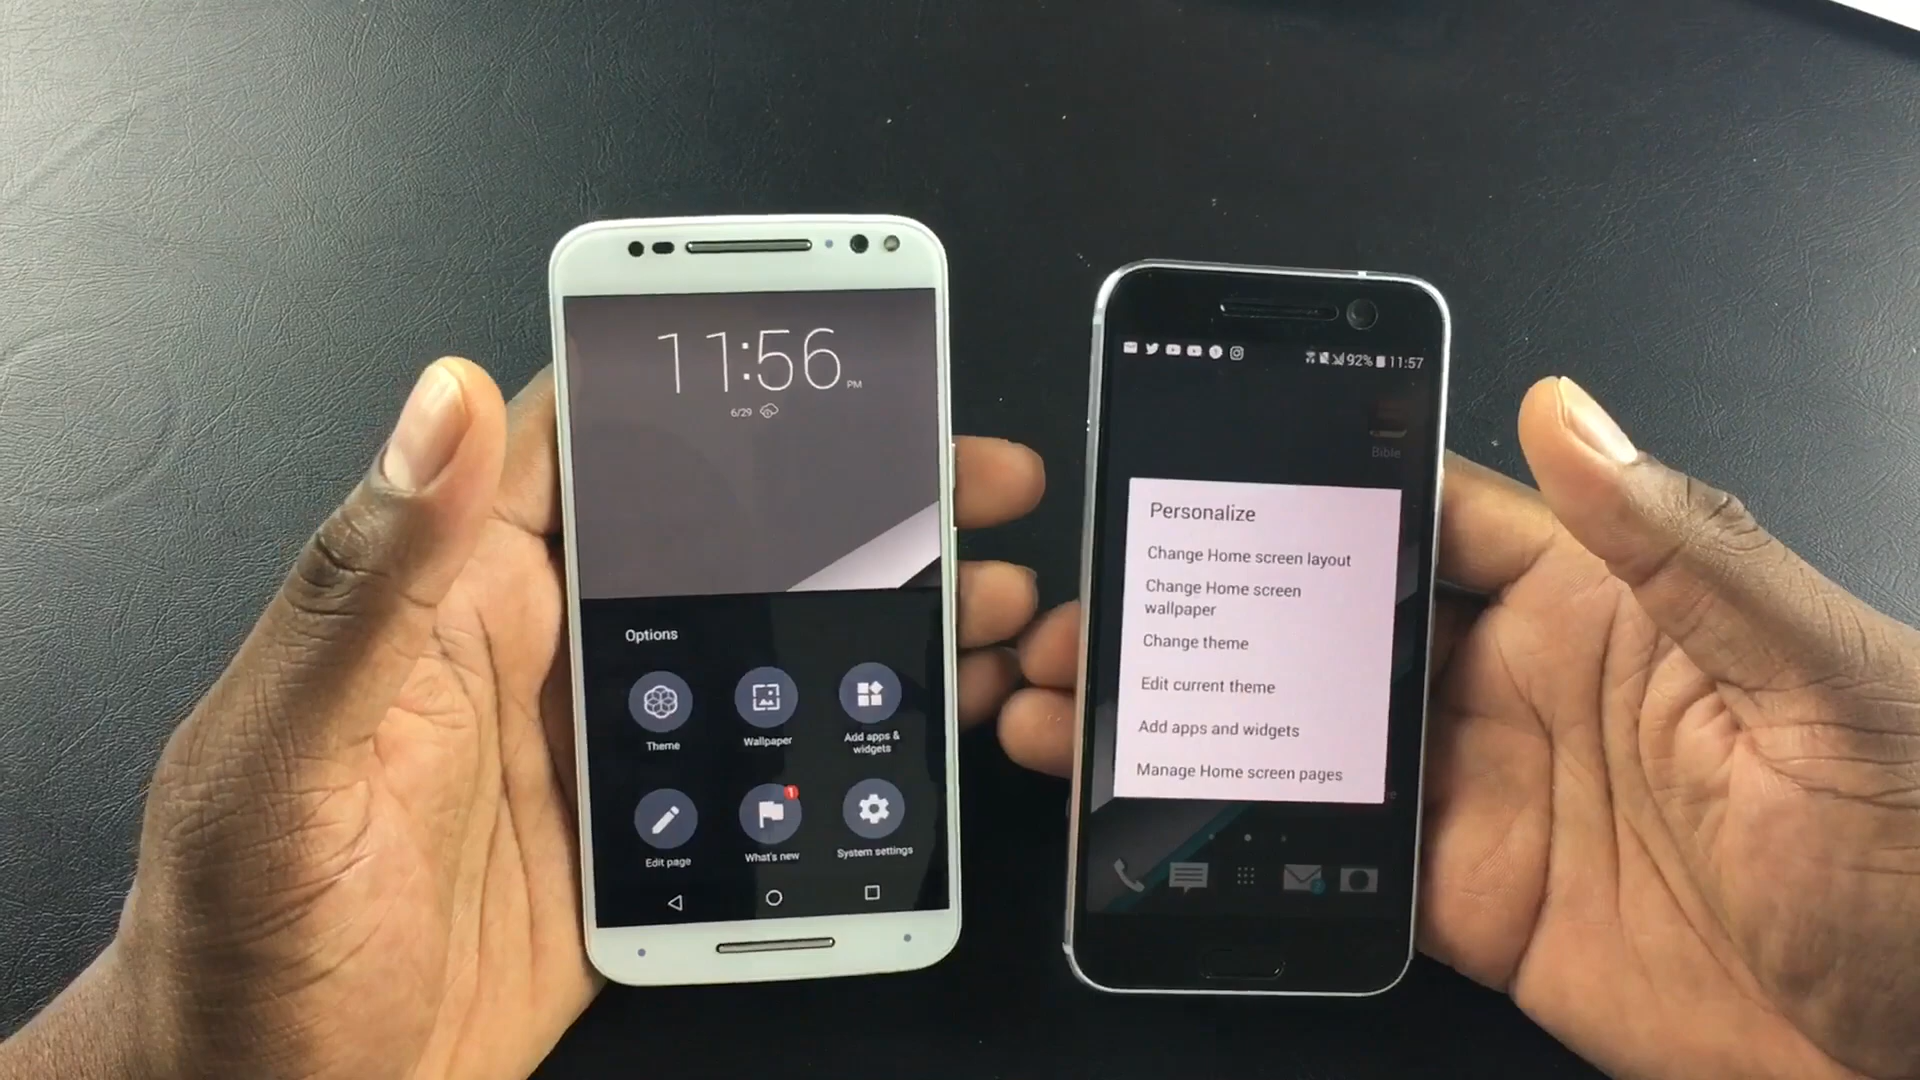 11:56 PM
6/29
Options
Theme
Wallpaper
Add apps &
widgets
Edit page
1
What's new
System settings
92% 11:57
Bible
Personalize
Change Home screen layout
Change Home screen
wallpaper
Change theme
Edit current theme
Add apps and widgets
Manage Home screen pages